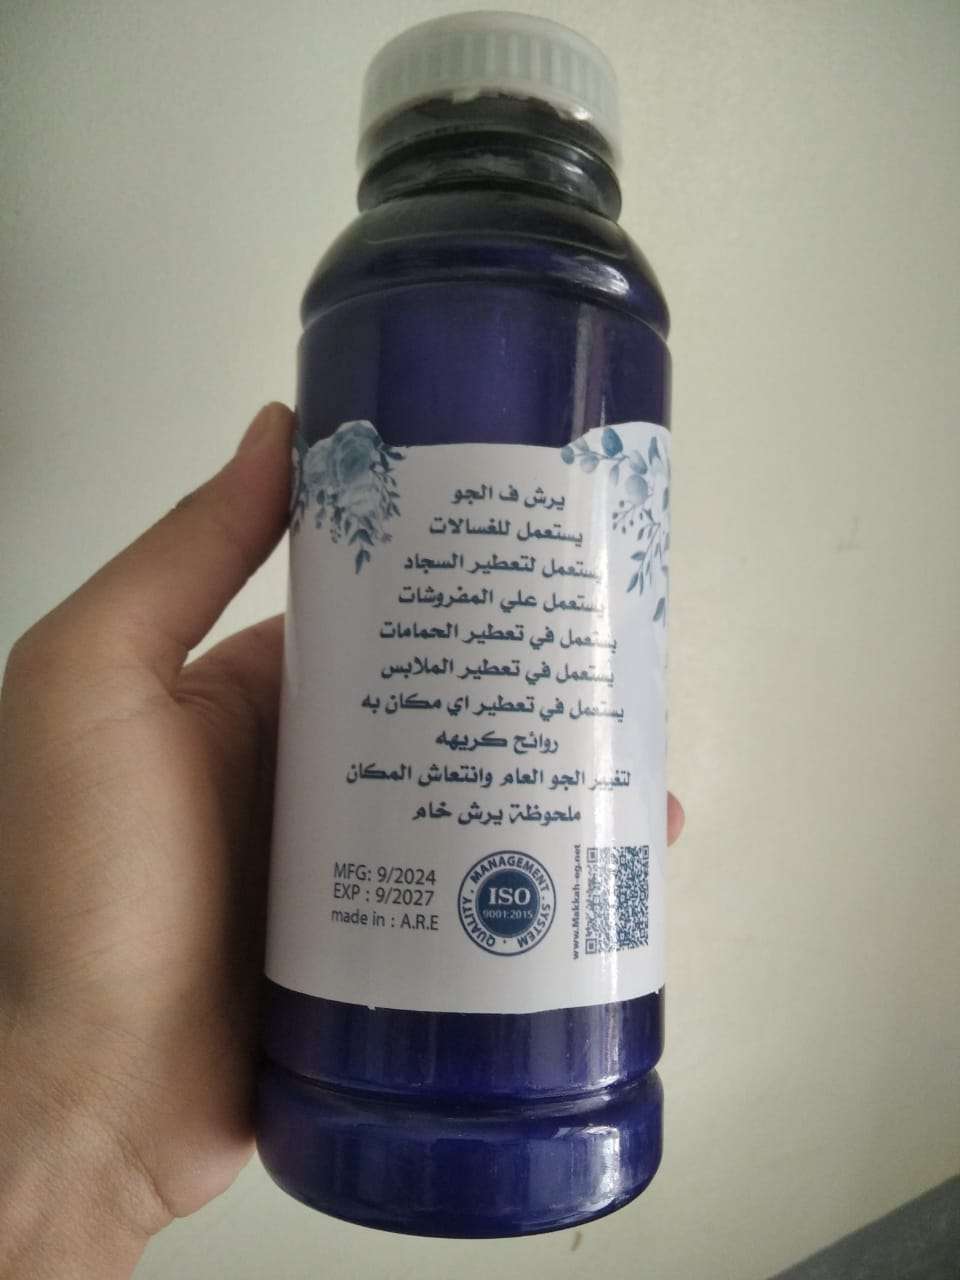 يرش ف الجو
يستعمل للغسالات
يستعمل لتعطير السجاد
يستعمل علي المفروشات
يستعمل في تعطير الحمامات
يستعمل في تعطير الملابس
يستعمل في تعطير اي مكان به
روائح كريهه
لتغيير الجو العام وانتعاش المكان
ملحوظة يرش خام
MFG: 9/2024
EXP : 9/2027
made in : A.R.E
QUALITY · MANAGEMENT · SYSTEM ·
ISO
9001:2015
www.Makkah-eg.net